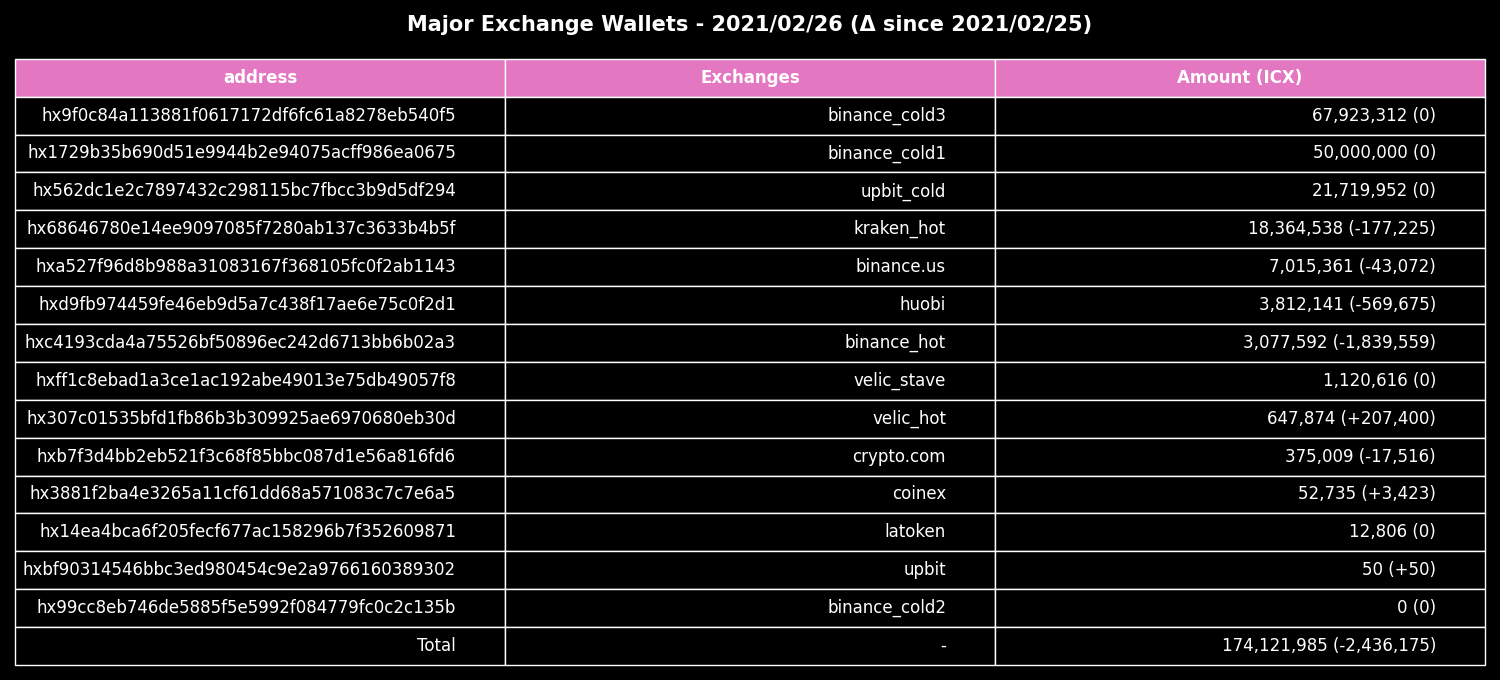 Major Exchange Wallets - 2021/02/26 (Δ since 2021/02/25)
address Exchanges Amount (ICX)
hx9f0c84a113881f0617172df6fc61a8278eb540f5 binance_cold3 67,923,312 (0)
hx1729b35b690d51e9944b2e94075acff986ea0675 binance_cold1 50,000,000 (0)
hx562dc1e2c7897432c298115bc7fbcc3b9d5df294 upbit_cold 21,719,952 (0)
hx68646780e14ee9097085f7280ab137c3633b4b5f kraken_hot 18,364,538 (-177,225)
hxa527f96d8b988a31083167f368105fc0f2ab1143 binance.us 7,015,361 (-43,072)
hxd9fb974459fe46eb9d5a7c438f17ae6e75c0f2d1 huobi 3,812,141 (-569,675)
hxc4193cda4a75526bf50896ec242d6713bb6b02a3 binance_hot 3,077,592 (-1,839,559)
hxff1c8ebad1a3ce1ac192abe49013e75db49057f8 velic_stave 1,120,616 (0)
hx307c01535bfd1fb86b3b309925ae6970680eb30d velic_hot 647,874 (+207,400)
hxb7f3d4bb2eb521f3c68f85bbc087d1e56a816fd6 crypto.com 375,009 (-17,516)
hx3881f2ba4e3265a11cf61dd68a571083c7c7e6a5 coinex 52,735 (+3,423)
hx14ea4bca6f205fecf677ac158296b7f352609871 latoken 12,806 (0)
hxbf90314546bbc3ed980454c9e2a9766160389302 upbit 50 (+50)
hx99cc8eb746de5885f5e5992f084779fc0c2c135b binance_cold2 0 (0)
Total - 174,121,985 (-2,436,175)